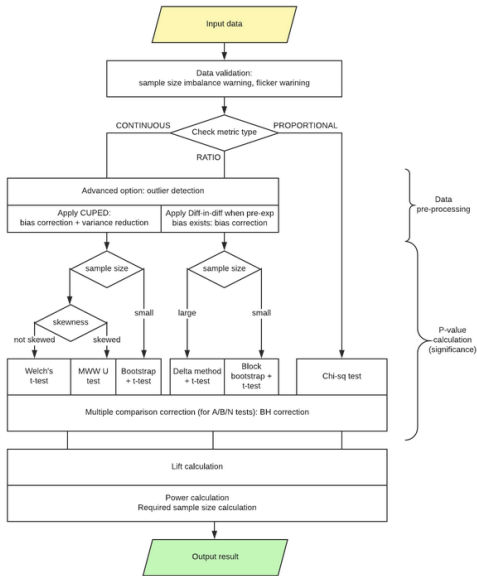 Input data
Data validation:
sample size imbalance warning, flicker warining
CONTINUOUS
Check metric type
PROPORTIONAL
RATIO
Advanced option: outlier detection
Apply CUPED:
bias correction + variance reduction
Apply Diff-in-diff when pre-exp
bias exists: bias correction
Data
pre-processing
sample size
sample size
skewness
small
large
small
not skewed
skewed
P-value
calculation
(significance)
Welch's
t-test
MWW U
test
Bootstrap
+ t-test
Delta method
+ t-test
Block
bootstrap +
t-test
Chi-sq test
Multiple comparison correction (for A/B/N tests): BH correction
Lift calculation
Power calculation
Required sample size calculation
Output result